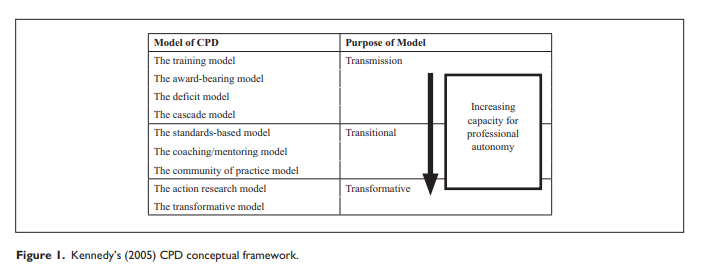 Model of CPD Purpose of Model
The training model Transmission
The award-bearing model
The deficit model
The cascade model
The standards-based model Transitional
The coaching/mentoring model
The community of practice model
The action research model Transformative
The transformative model
Increasing
capacity for
professional
autonomy
Figure 1. Kennedy's (2005) CPD conceptual framework.